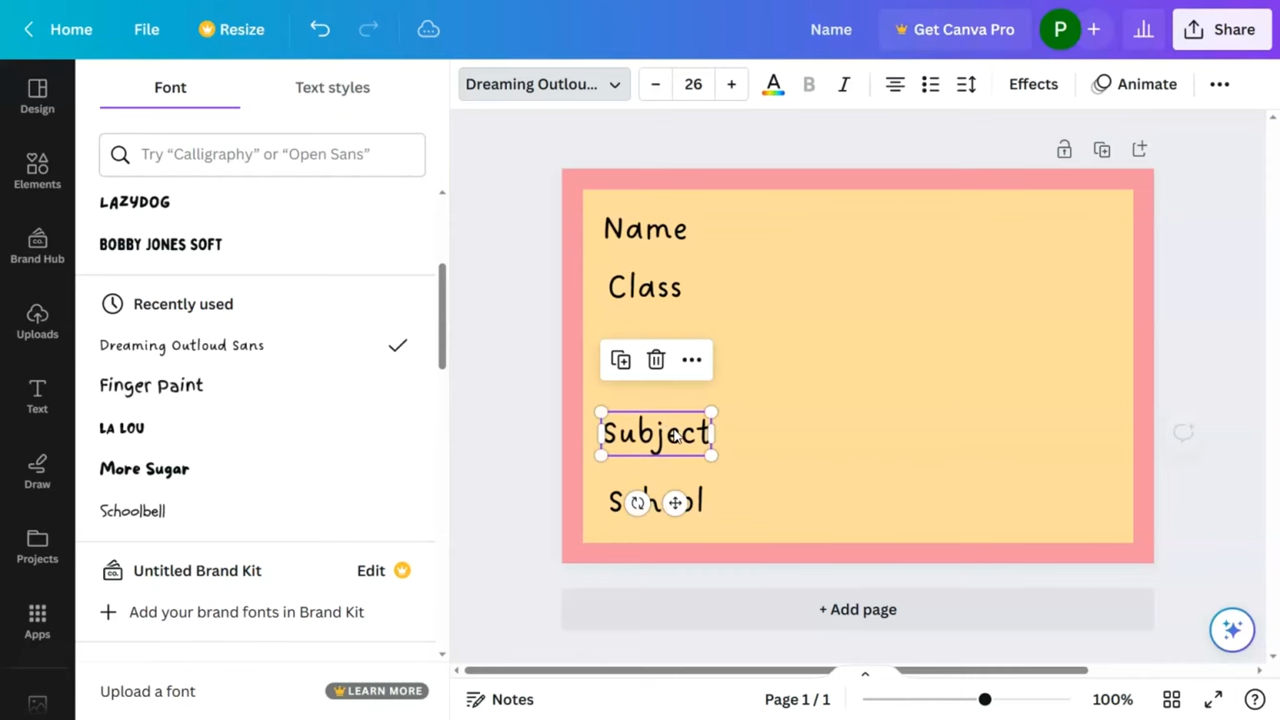 Home File Resize Name Get Canva Pro P + Share
Design
Elements
Brand Hub
Uploads
Text
Draw
Projects
Apps
Font Text styles
Try “Calligraphy” or “Open Sans”
LAZYDOG
BOBBY JONES SOFT
Recently used
Dreaming Outloud Sans
Finger Paint
LA LOU
More Sugar
Schoolbell
CO. Untitled Brand Kit Edit
+ Add your brand fonts in Brand Kit
Upload a font LEARN MORE
Dreaming Outlou... − 26 + A B I Effects Animate ...
Name
Class
Subject
+ Add page
Notes Page 1 / 1 100% ?